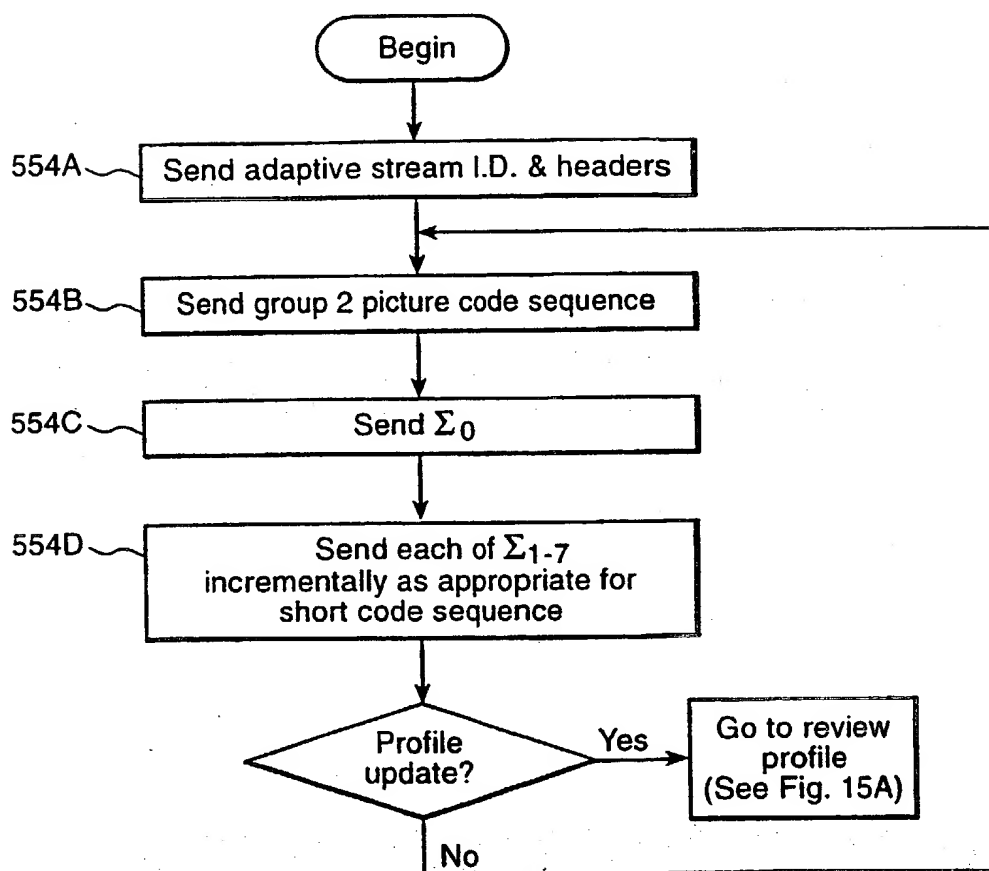 Begin
554A
Send adaptive stream I.D. & headers
554B
Send group 2 picture code sequence
554C
Send Σ0
554D
Send each of Σ1-7
incrementally as appropriate for
short code sequence
Profile
update?
Yes
Go to review
profile
(See Fig. 15A)
No